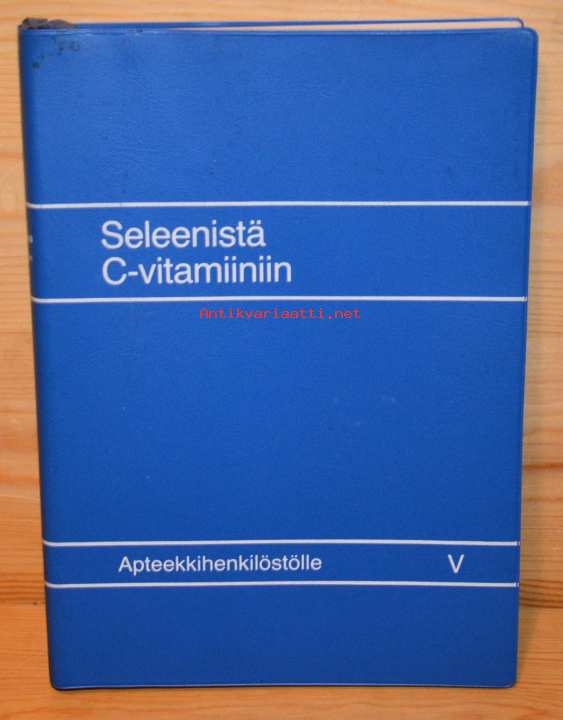 Seleenistä
C-vitamiiniin
Antikvariaatti.net
Apteekkihenkilöstölle V